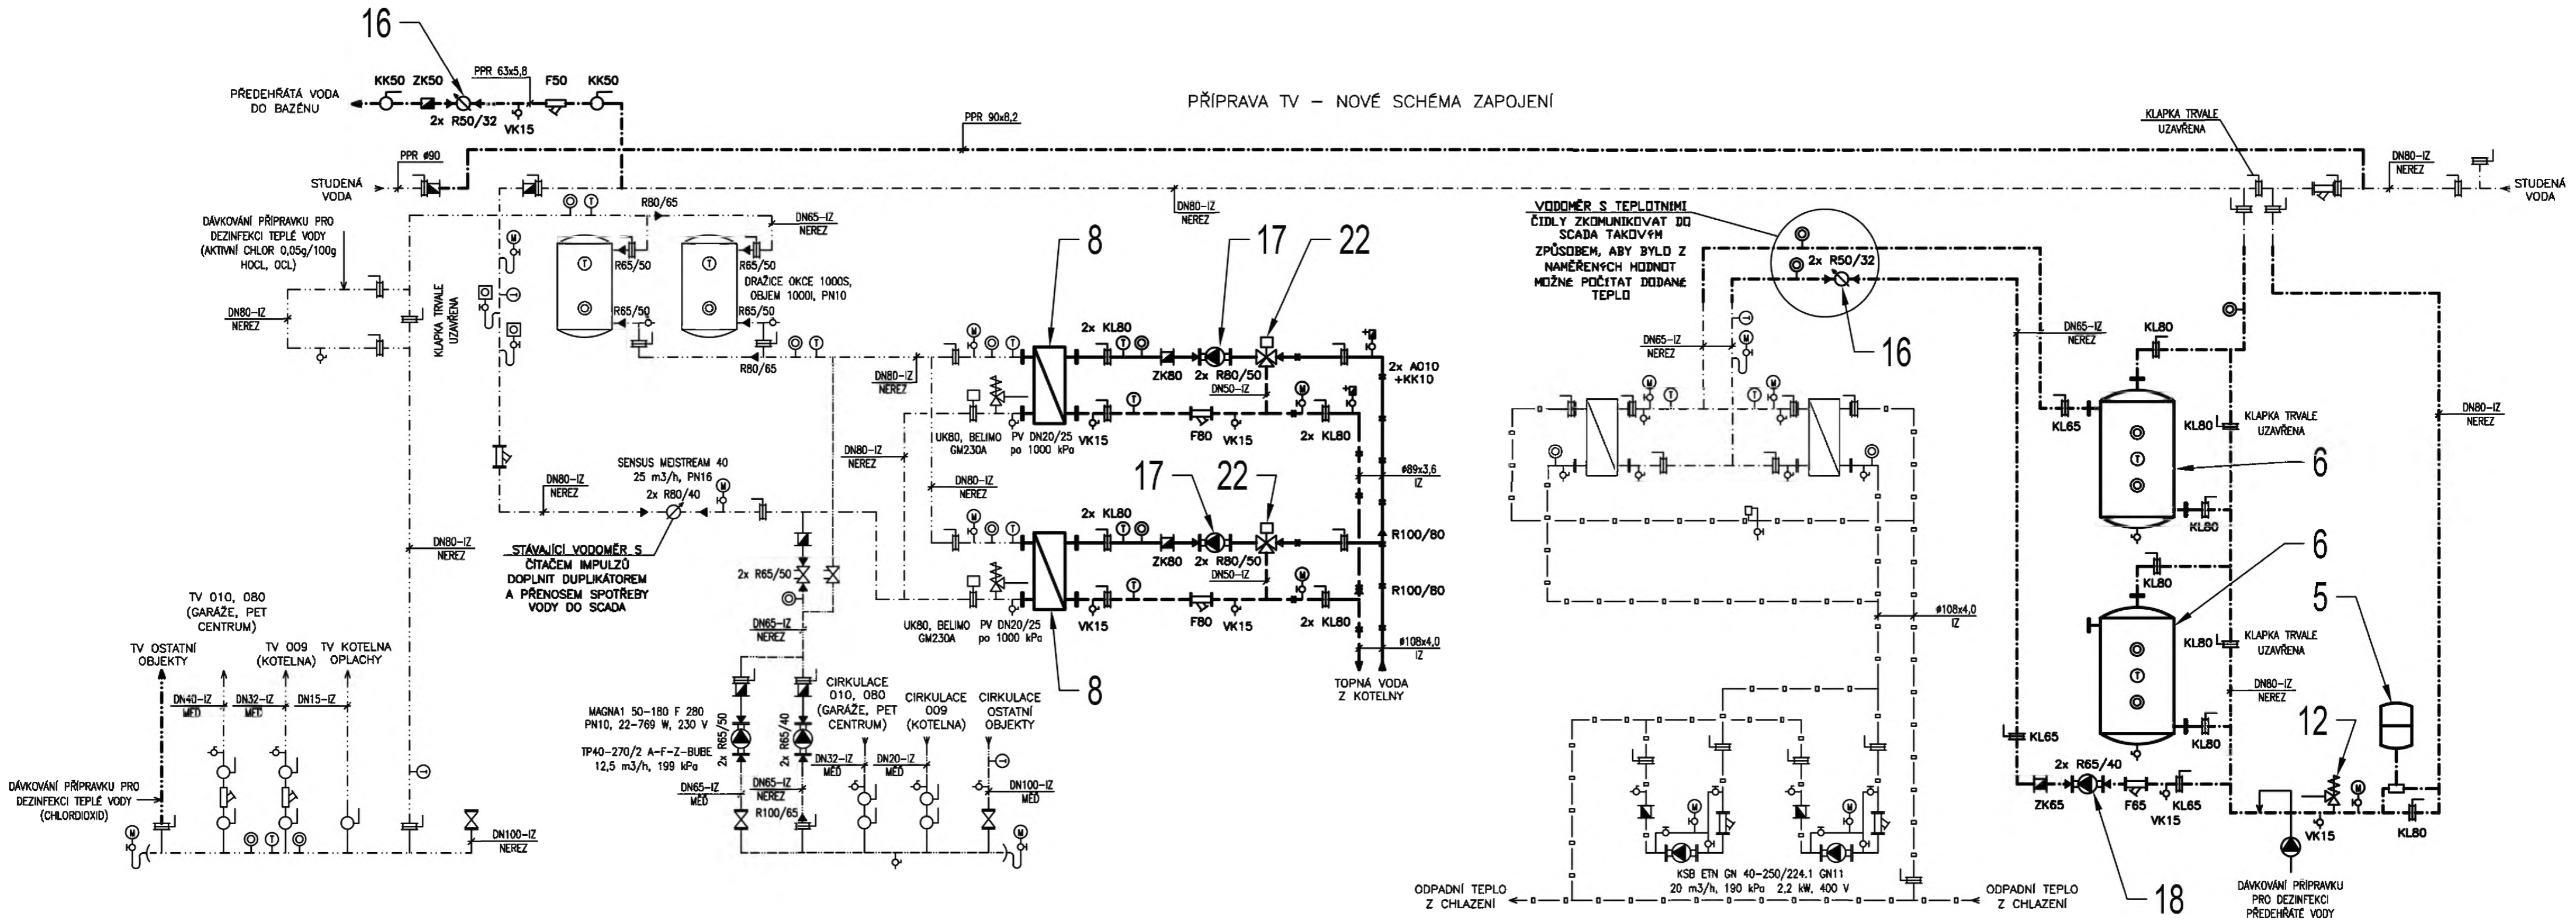 PŘÍPRAVA TV – NOVÉ SCHÉMA ZAPOJENÍ
16
KK50
ZK50
PPR 63x5,8
F50
KK50
PŘEDEHŘÁTÁ VODA
DO BAZÉNU
2x R50/32
VK15
PPR 90x8,2
KLAPKA TRVALE
UZAVŘENA
PPR ø90
STUDENÁ
VODA
DN80-IZ
NEREZ
DN80-IZ
NEREZ
STUDENÁ
VODA
DÁVKOVÁNÍ PŘÍPRAVKU PRO
DEZINFEKCI TEPLÉ VODY
(AKTIVNÍ CHLOR 0,05g/100g
HOCL, OCL)
R80/65
DN65-IZ
NEREZ
M
T
T
T
R65/50
R65/50
DRAŽICE OKCE 1000S,
OBJEM 1000l, PN10
R65/50
R65/50
T
KLAPKA TRVALE
UZAVŘENA
DN80-IZ
NEREZ
R80/65
T
8
17
22
VODOMĚR S TEPLOTNÍMI
ČIDLY ZKOMUNIKOVAT DO
SCADA TAKOVÝM
ZPŮSOBEM, ABY BYLO Z
NAMĚŘENÝCH HODNOT
MOŽNÉ POČÍTAT DODANÉ
TEPLO
2x R50/32
16
DN65-IZ
NEREZ
DN65-IZ
NEREZ
T
M
DN80-IZ
NEREZ
M
T
2x KL80
T
ZK80
2x R80/50
DN50-IZ
2x A010
+KK10
UK80, BELIMO
GM230A
PV DN20/25
po 1000 kPa
VK15
T
F80
VK15
M
2x KL80
DN80-IZ
NEREZ
DN80-IZ
NEREZ
ø89x3,6
IZ
SENSUS MEISTREAM 40
25 m3/h, PN16
2x R80/40
M
DN80-IZ
NEREZ
STÁVAJÍCÍ VODOMĚR S
ČÍTAČEM IMPULZŮ
DOPLNIT DUPLIKÁTOREM
A PŘENOSEM SPOTŘEBY
VODY DO SCADA
DN80-IZ
NEREZ
17
22
M
T
2x KL80
T
ZK80
2x R80/50
DN50-IZ
R100/80
R100/80
UK80, BELIMO
GM230A
PV DN20/25
po 1000 kPa
VK15
T
F80
VK15
M
2x KL80
8
ø108x4,0
IZ
TOPNÁ VODA
Z KOTELNY
2x R65/50
DN65-IZ
NEREZ
TV 010, 080
(GARÁŽE, PET
CENTRUM)
TV OSTATNÍ
OBJEKTY
TV 009
(KOTELNA)
TV KOTELNA
OPLACHY
DN40-IZ
MĚĎ
DN32-IZ
MĚĎ
DN15-IZ
DÁVKOVÁNÍ PŘÍPRAVKU PRO
DEZINFEKCI TEPLÉ VODY
(CHLORDIOXID)
M
T
T
DN100-IZ
NEREZ
MAGNA1 50-180 F 280
PN10, 22-769 W, 230 V
TP40-270/2 A-F-Z-BUBE
12,5 m3/h, 199 kPa
2x R65/50
2x R65/40
DN65-IZ
MĚĎ
DN65-IZ
NEREZ
R100/65
CIRKULACE
010, 080
(GARÁŽE, PET
CENTRUM)
CIRKULACE
009
(KOTELNA)
CIRKULACE
OSTATNÍ
OBJEKTY
DN32-IZ
MĚĎ
DN20-IZ
MĚĎ
T
DN100-IZ
MĚĎ
M
M
T
T
M
ø108x4,0
IZ
M
M
KSB ETN GN 40-250/224.1 GN11
20 m3/h, 190 kPa 2,2 kW, 400 V
ODPADNÍ TEPLO
Z CHLAZENÍ
ODPADNÍ TEPLO
Z CHLAZENÍ
KL80
KL65
KL80
KLAPKA TRVALE
UZAVŘENA
T
6
KL80
DN80-IZ
NEREZ
KL80
6
KL80
KLAPKA TRVALE
UZAVŘENA
T
DN80-IZ
NEREZ
KL80
5
12
KL65
2x R65/40
ZK65
F65
VK15
KL65
M
VK15
KL80
18
DÁVKOVÁNÍ PŘÍPRAVKU
PRO DEZINFEKCI
PŘEDEHŘÁTÉ VODY